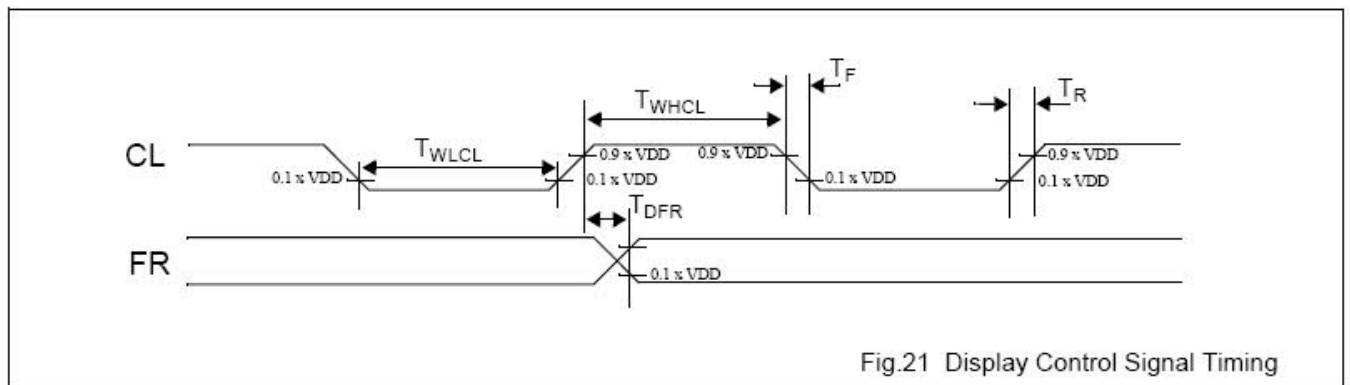 T_F
T_R
T_WHCL
CL
T_WLCL
0.9 x VDD
0.9 x VDD
0.9 x VDD
0.1 x VDD
0.1 x VDD
0.1 x VDD
0.1 x VDD
T_DFR
FR
0.1 x VDD
Fig.21 Display Control Signal Timing